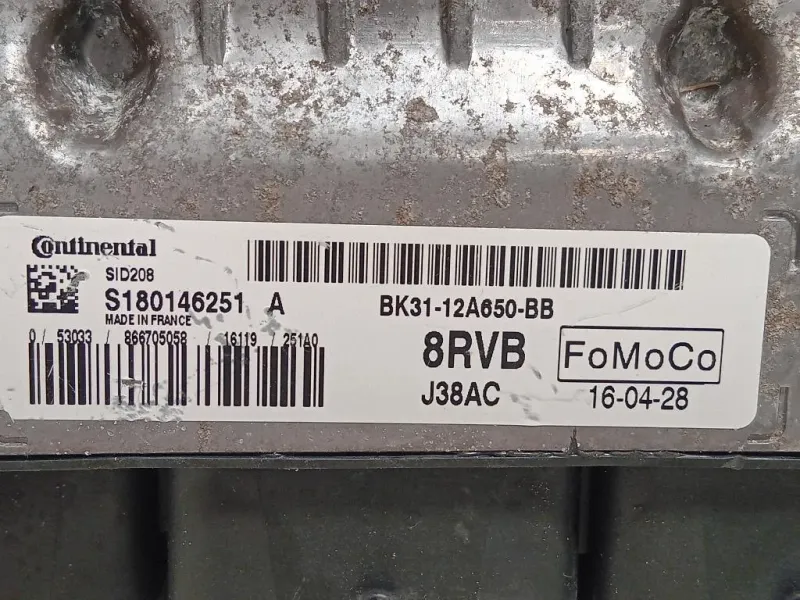 Continental
SID208
S180146251 A
MADE IN FRANCE
0 / 53033 / 866705058 / 16119 / 251A0
BK31-12A650-BB
8RVB
FoMoCo
J38AC
16-04-28